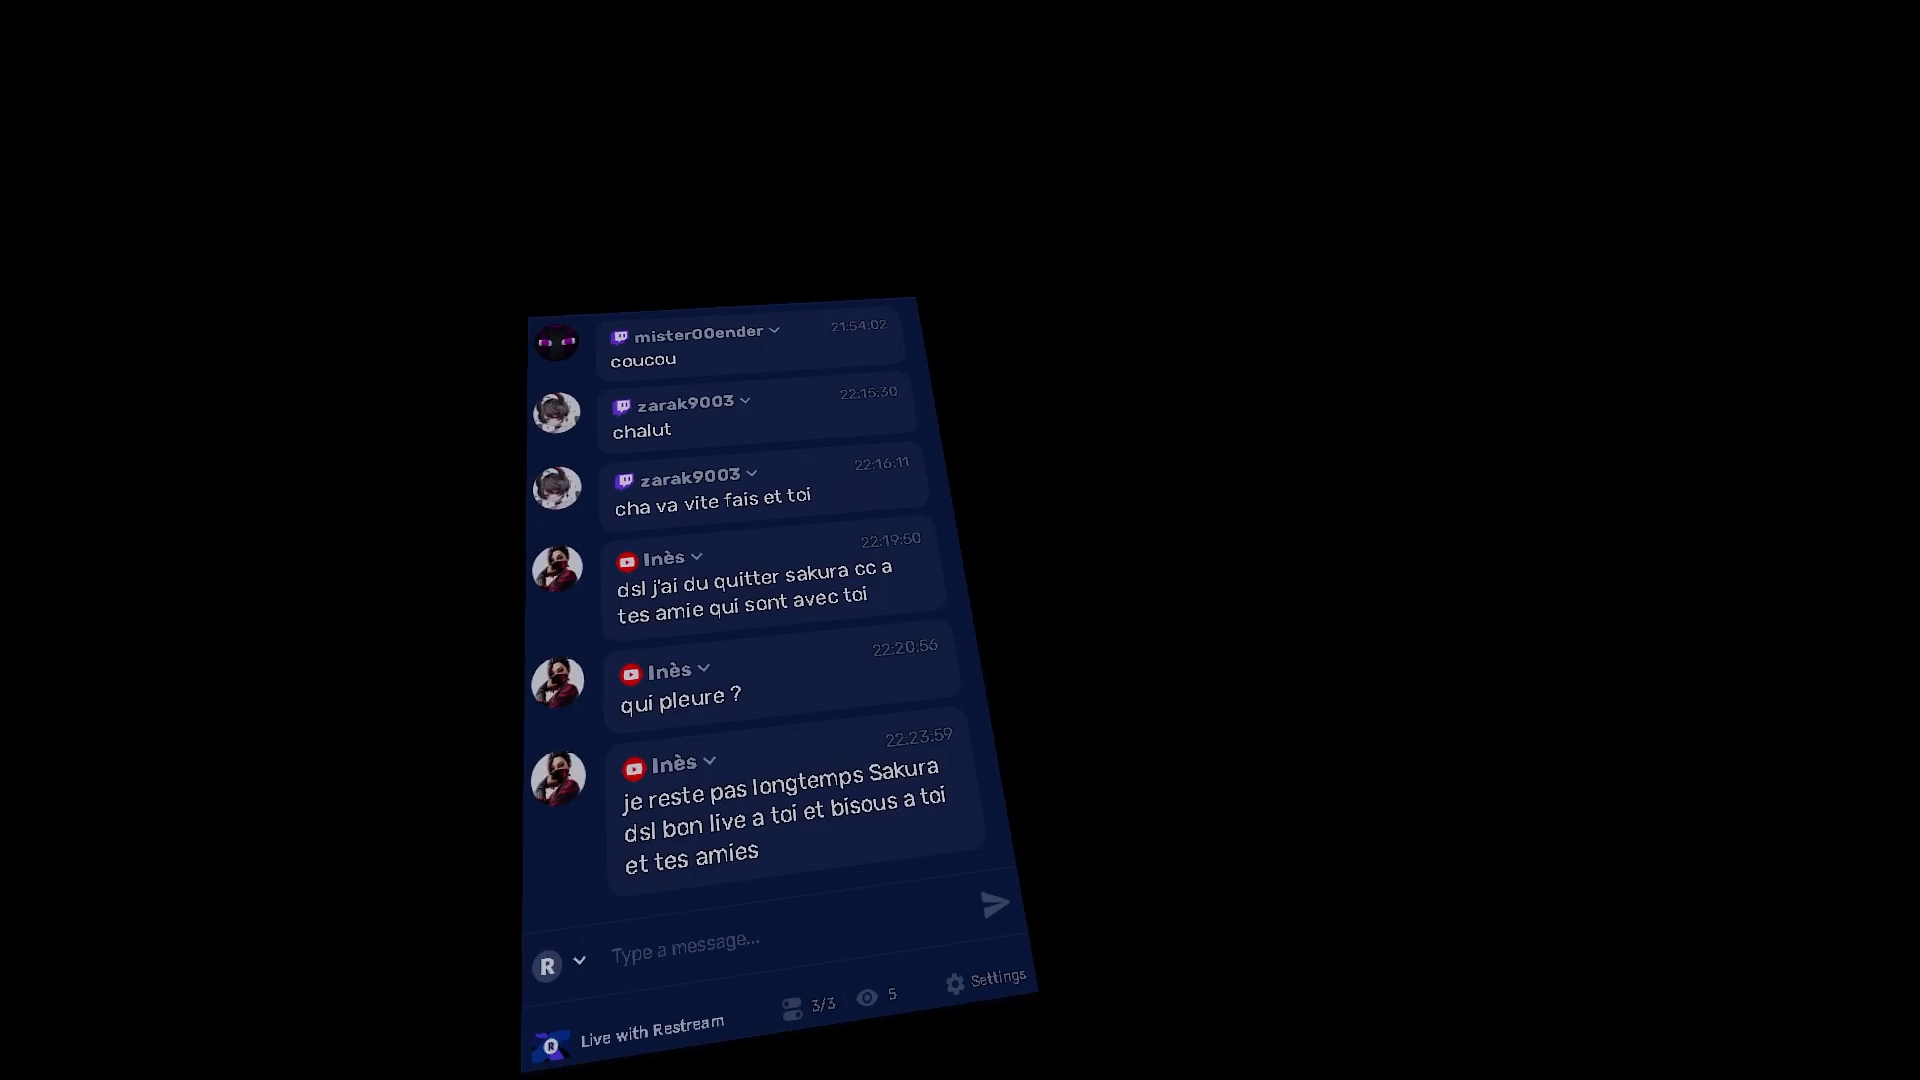 mister00ender 21:54:02
coucou
zarak9003 22:15:30
chalut
zarak9003 22:16:11
cha va vite fais et toi
Inès 22:19:50
dsl j'ai du quitter sakura cc a
tes amie qui sont avec toi
Inès 22:20:56
qui pleure ?
Inès 22:23:59
je reste pas longtemps Sakura
dsl bon live a toi et bisous a toi
et tes amies
R Type a message...
R Live with Restream 3/3 5 Settings